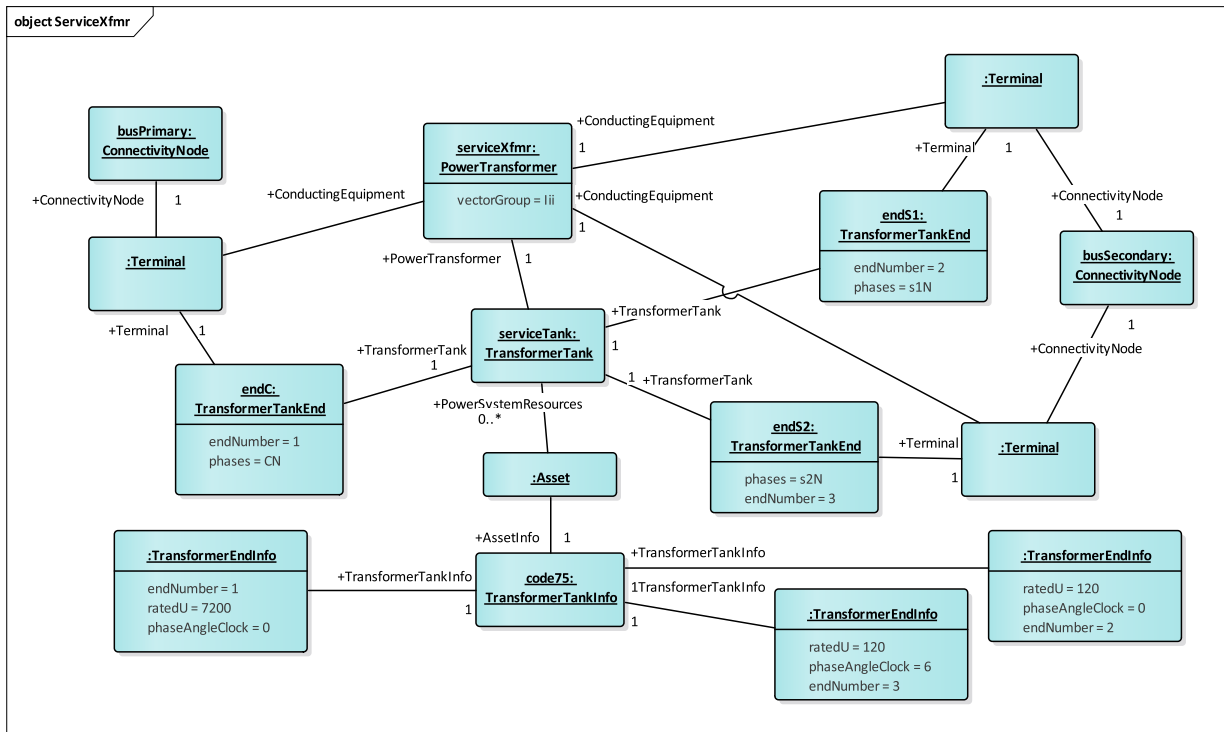 object ServiceXfmr
:Terminal
busPrimary:
ConnectivityNode
+ConductingEquipment
1
serviceXfmr:
PowerTransformer
vectorGroup = Iii
+Terminal
1
+ConnectivityNode
1
+ConductingEquipment
+ConductingEquipment
1
endS1:
TransformerTankEnd
endNumber = 2
phases = s1N
+ConnectivityNode
1
:Terminal
+PowerTransformer
1
busSecondary:
ConnectivityNode
+Terminal
1
serviceTank:
TransformerTank
+TransformerTank
1
1
+ConnectivityNode
+TransformerTank
1
1
+TransformerTank
endC:
TransformerTankEnd
endNumber = 1
phases = CN
+PowerSystemResources
0..*
endS2:
TransformerTankEnd
phases = s2N
endNumber = 3
+Terminal
1
:Terminal
:Asset
+AssetInfo
1
:TransformerEndInfo
endNumber = 1
ratedU = 7200
phaseAngleClock = 0
+TransformerTankInfo
1
code75:
TransformerTankInfo
+TransformerTankInfo
1TransformerTankInfo
1
:TransformerEndInfo
ratedU = 120
phaseAngleClock = 0
endNumber = 2
:TransformerEndInfo
ratedU = 120
phaseAngleClock = 6
endNumber = 3